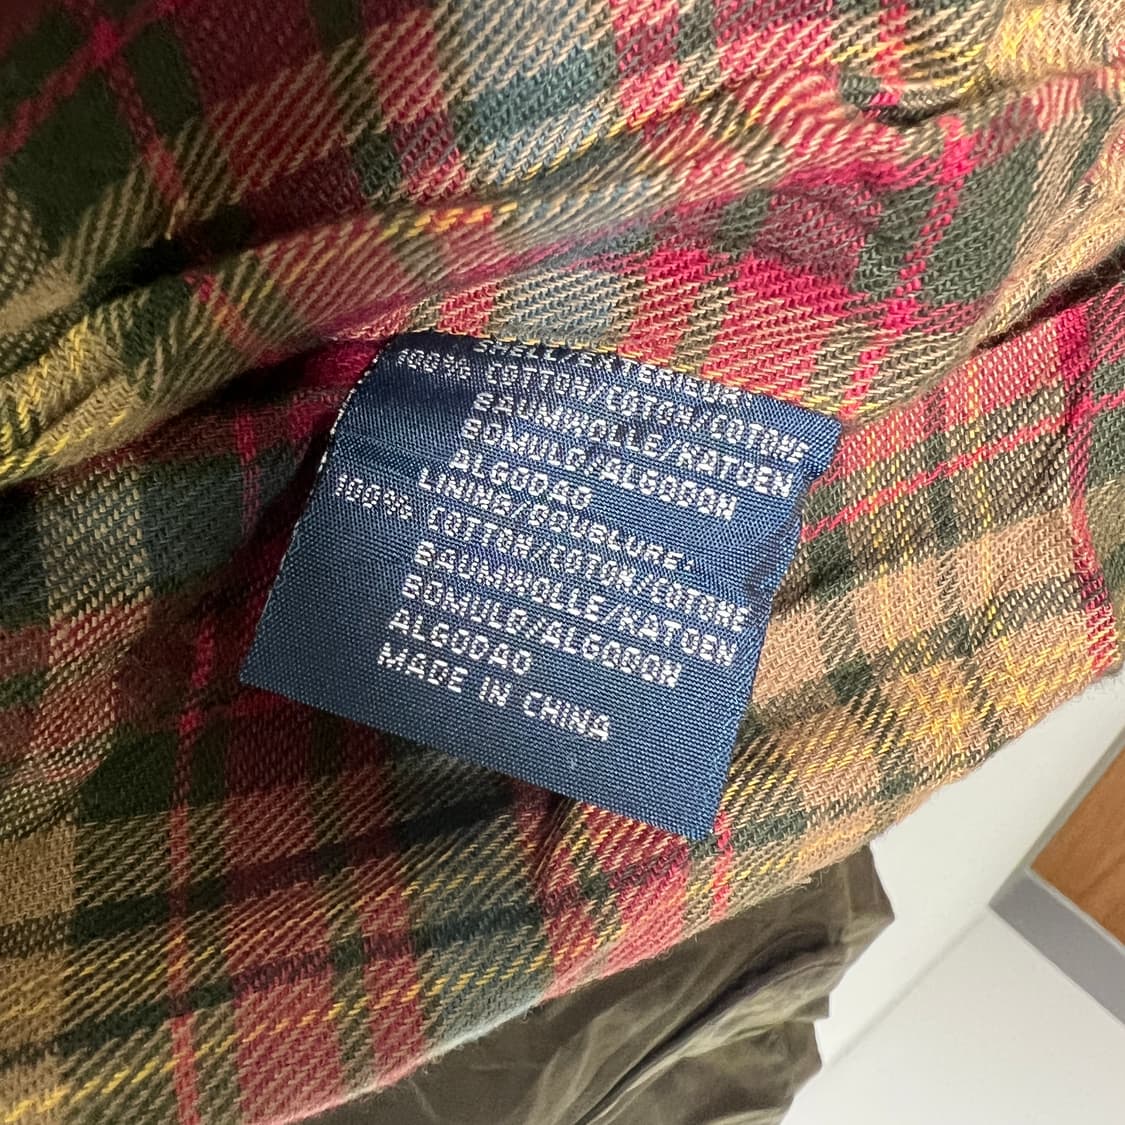 SHELL/EXTERIEUR:
100% COTTON/COTON/COTONE
BAUMWOLLE/KATOEN
BOMULD/ALGODON
ALGODAO
LINING/DOUBLURE:
100% COTTON/COTON/COTONE
BAUMWOLLE/KATOEN
BOMULD/ALGODON
ALGODAO
MADE IN CHINA